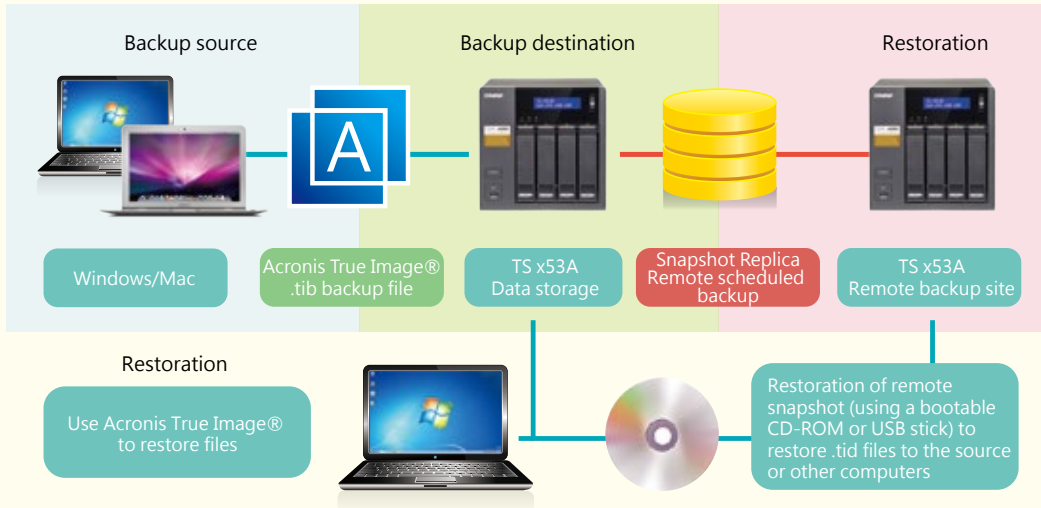 Backup source
Backup destination
Restoration
A
Windows/Mac
Acronis True Image®
.tib backup file
TS x53A
Data storage
Snapshot Replica
Remote scheduled
backup
TS x53A
Remote backup site
Restoration
Use Acronis True Image®
to restore files
Restoration of remote
snapshot (using a bootable
CD-ROM or USB stick) to
restore .tid files to the source
or other computers